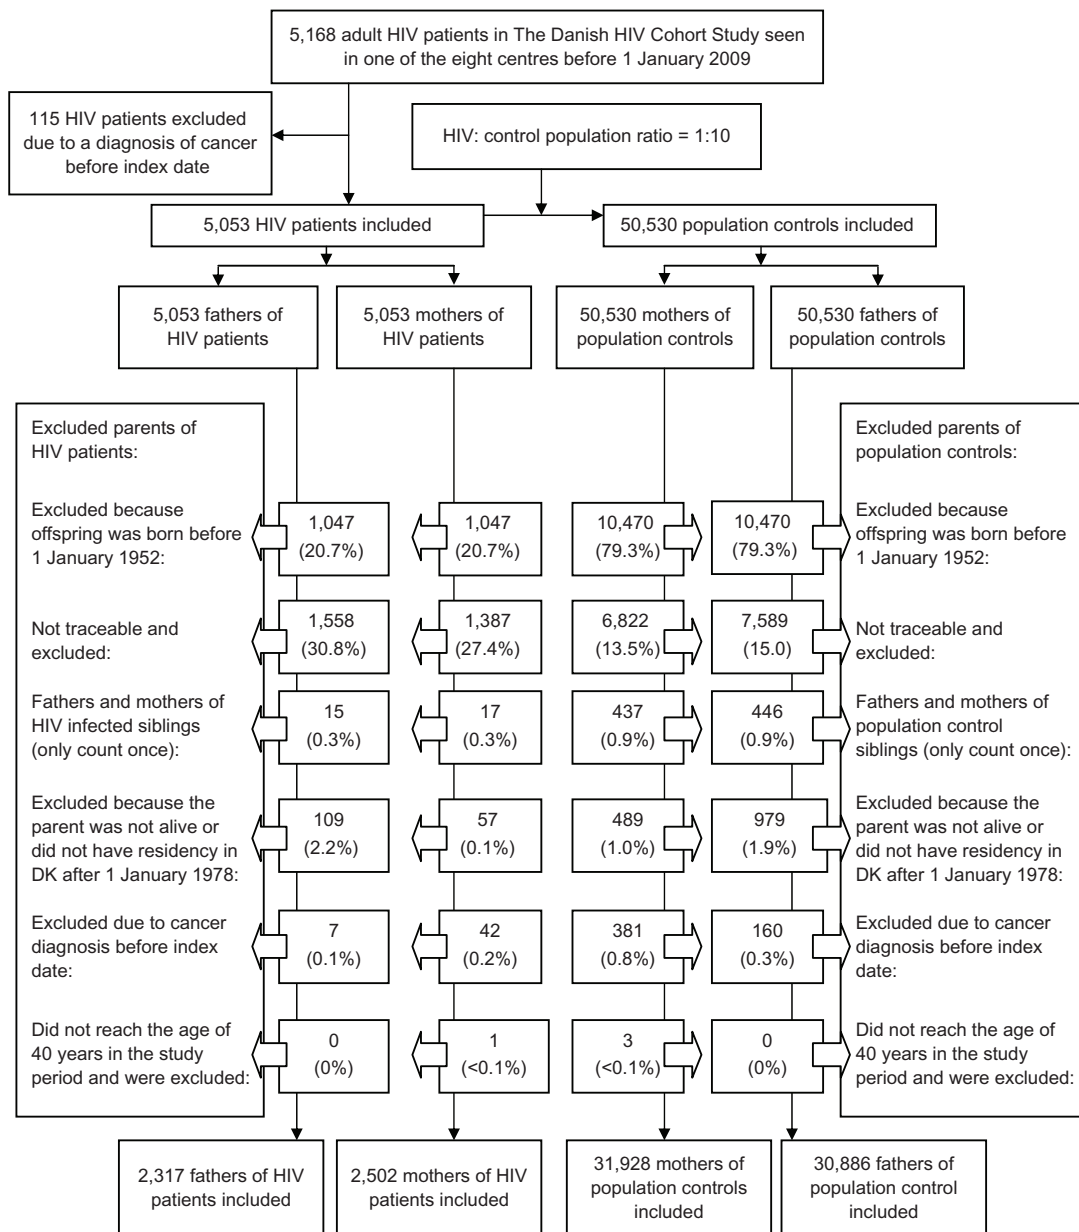 5,168 adult HIV patients in The Danish HIV Cohort Study seen
in one of the eight centres before 1 January 2009
115 HIV patients excluded
due to a diagnosis of cancer
before index date
HIV: control population ratio = 1:10
5,053 HIV patients included
50,530 population controls included
5,053 fathers of
HIV patients
5,053 mothers of
HIV patients
50,530 mothers of
population controls
50,530 fathers of
population controls
Excluded parents of
HIV patients:
Excluded parents of
population controls:
Excluded because
offspring was born before
1 January 1952:
1,047
(20.7%)
1,047
(20.7%)
10,470
(79.3%)
10,470
(79.3%)
Excluded because
offspring was born before
1 January 1952:
Not traceable and
excluded:
1,558
(30.8%)
1,387
(27.4%)
6,822
(13.5%)
7,589
(15.0)
Not traceable and
excluded:
Fathers and mothers of
HIV infected siblings
(only count once):
15
(0.3%)
17
(0.3%)
437
(0.9%)
446
(0.9%)
Fathers and mothers of
population control
siblings (only count once):
Excluded because the
parent was not alive or
did not have residency in
DK after 1 January 1978:
109
(2.2%)
57
(0.1%)
489
(1.0%)
979
(1.9%)
Excluded because the
parent was not alive or
did not have residency in
DK after 1 January 1978:
Excluded due to cancer
diagnosis before index
date:
7
(0.1%)
42
(0.2%)
381
(0.8%)
160
(0.3%)
Excluded due to cancer
diagnosis before index
date:
Did not reach the age of
40 years in the study
period and were excluded:
0
(0%)
1
(<0.1%)
3
(<0.1%)
0
(0%)
Did not reach the age of
40 years in the study
period and were excluded:
2,317 fathers of HIV
patients included
2,502 mothers of HIV
patients included
31,928 mothers of
population controls
included
30,886 fathers of
population control
included